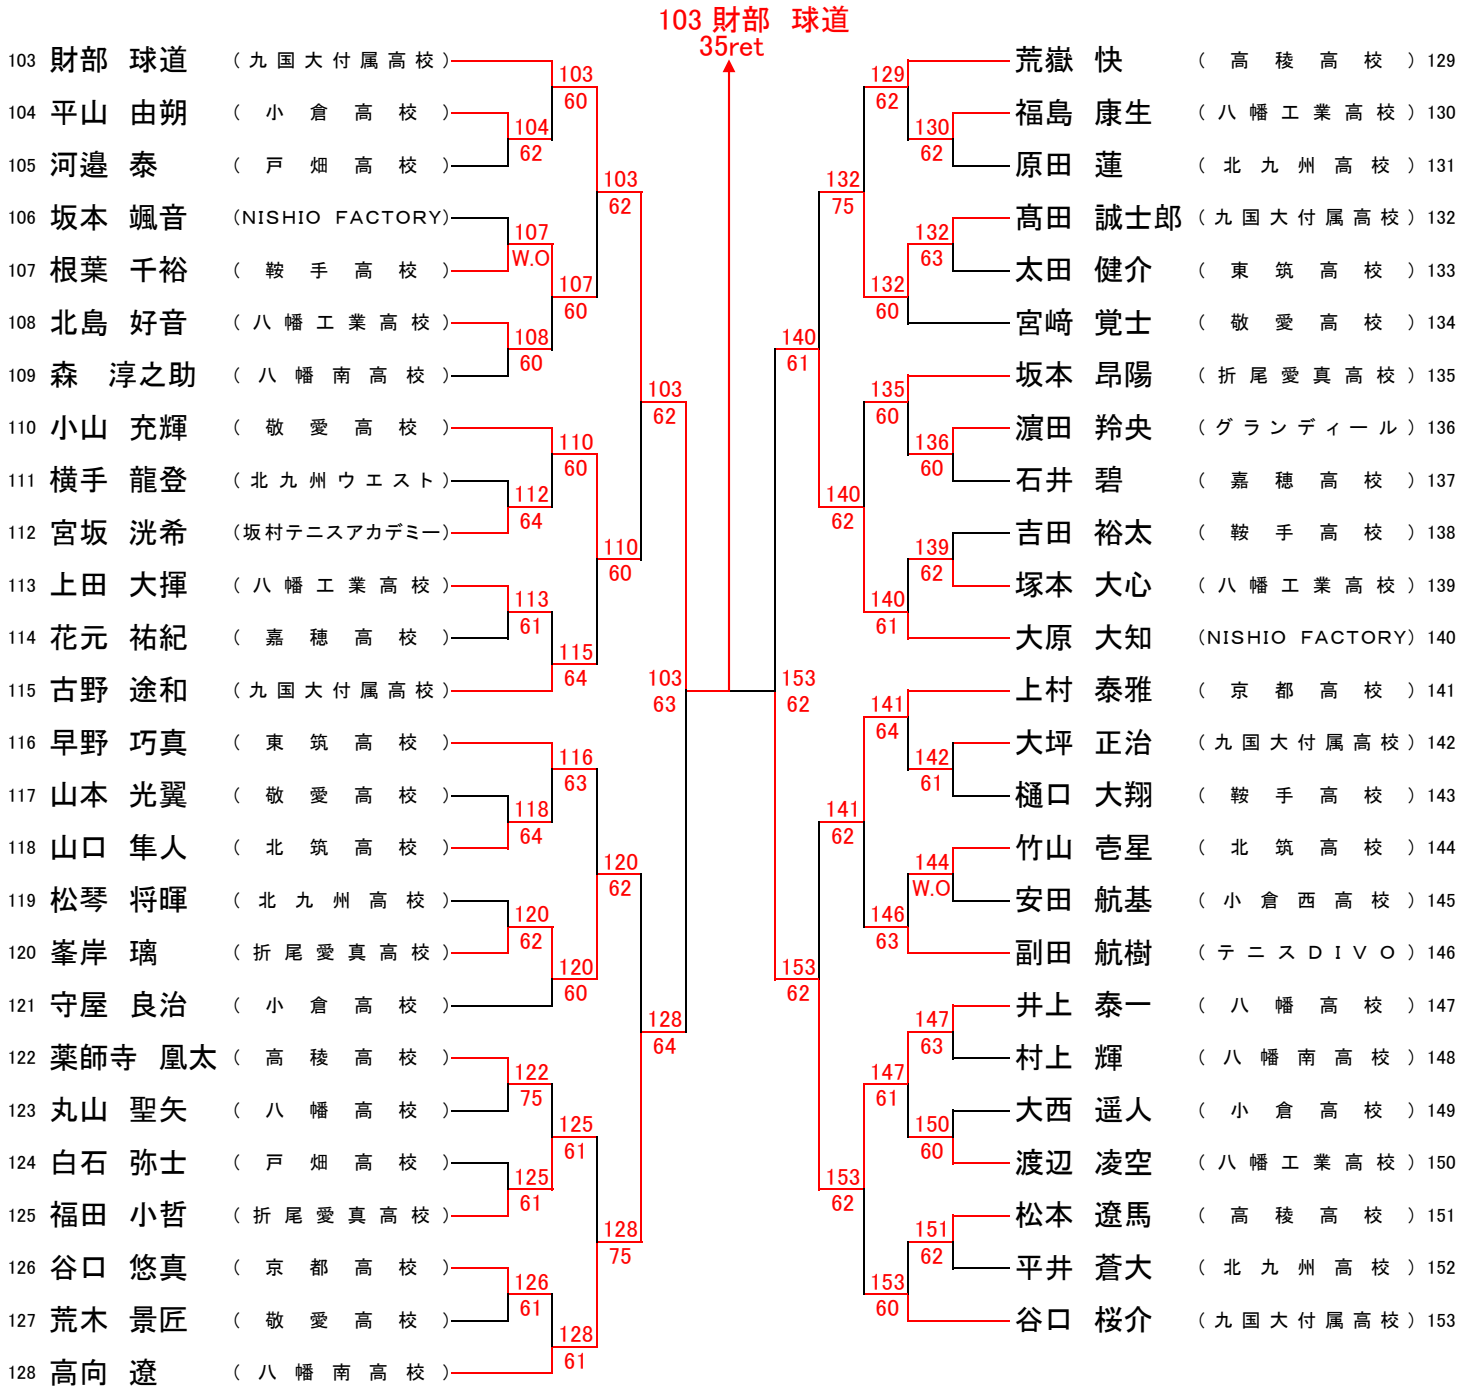 103 財部 球道
35ret
103 財部 球道 (九国大付属高校)
104 平山 由朔 (小倉高校)
105 河邉 泰 (戸畑高校)
106 坂本 颯音 (NISHIO FACTORY)
107 根葉 千裕 (鞍手高校)
108 北島 好音 (八幡工業高校)
109 森 淳之助 (八幡南高校)
110 小山 充輝 (敬愛高校)
111 横手 龍登 (北九州ウエスト)
112 宮坂 洸希 (坂村テニスアカデミー)
113 上田 大揮 (八幡工業高校)
114 花元 祐紀 (嘉穂高校)
115 古野 途和 (九国大付属高校)
116 早野 巧真 (東筑高校)
117 山本 光翼 (敬愛高校)
118 山口 隼人 (北筑高校)
119 松琴 将暉 (北九州高校)
120 峯岸 璃 (折尾愛真高校)
121 守屋 良治 (小倉高校)
122 薬師寺 凰太 (高稜高校)
123 丸山 聖矢 (八幡高校)
124 白石 弥士 (戸畑高校)
125 福田 小哲 (折尾愛真高校)
126 谷口 悠真 (京都高校)
127 荒木 景匠 (敬愛高校)
128 高向 遼 (八幡南高校)
104
62
107
W.O
108
60
112
64
113
61
118
64
120
62
122
75
125
61
126
61
103
60
107
60
110
60
115
64
116
63
120
60
125
61
128
61
103
62
110
60
120
62
128
75
103
62
128
64
103
63
153
62
140
61
153
62
132
75
140
62
141
62
153
62
129
62
132
60
135
60
140
61
141
64
146
63
147
61
153
60
130
62
132
63
136
60
139
62
142
61
144
W.O
147
63
150
60
151
62
荒嶽 快 (高稜高校) 129
福島 康生 (八幡工業高校) 130
原田 蓮 (北九州高校) 131
髙田 誠士郎 (九国大付属高校) 132
太田 健介 (東筑高校) 133
宮﨑 覚士 (敬愛高校) 134
坂本 昂陽 (折尾愛真高校) 135
濵田 羚央 (グランディール) 136
石井 碧 (嘉穂高校) 137
吉田 裕太 (鞍手高校) 138
塚本 大心 (八幡工業高校) 139
大原 大知 (NISHIO FACTORY) 140
上村 泰雅 (京都高校) 141
大坪 正治 (九国大付属高校) 142
樋口 大翔 (鞍手高校) 143
竹山 壱星 (北筑高校) 144
安田 航基 (小倉西高校) 145
副田 航樹 (テニスDIVO) 146
井上 泰一 (八幡高校) 147
村上 輝 (八幡南高校) 148
大西 遥人 (小倉高校) 149
渡辺 凌空 (八幡工業高校) 150
松本 遼馬 (高稜高校) 151
平井 蒼大 (北九州高校) 152
谷口 桜介 (九国大付属高校) 153